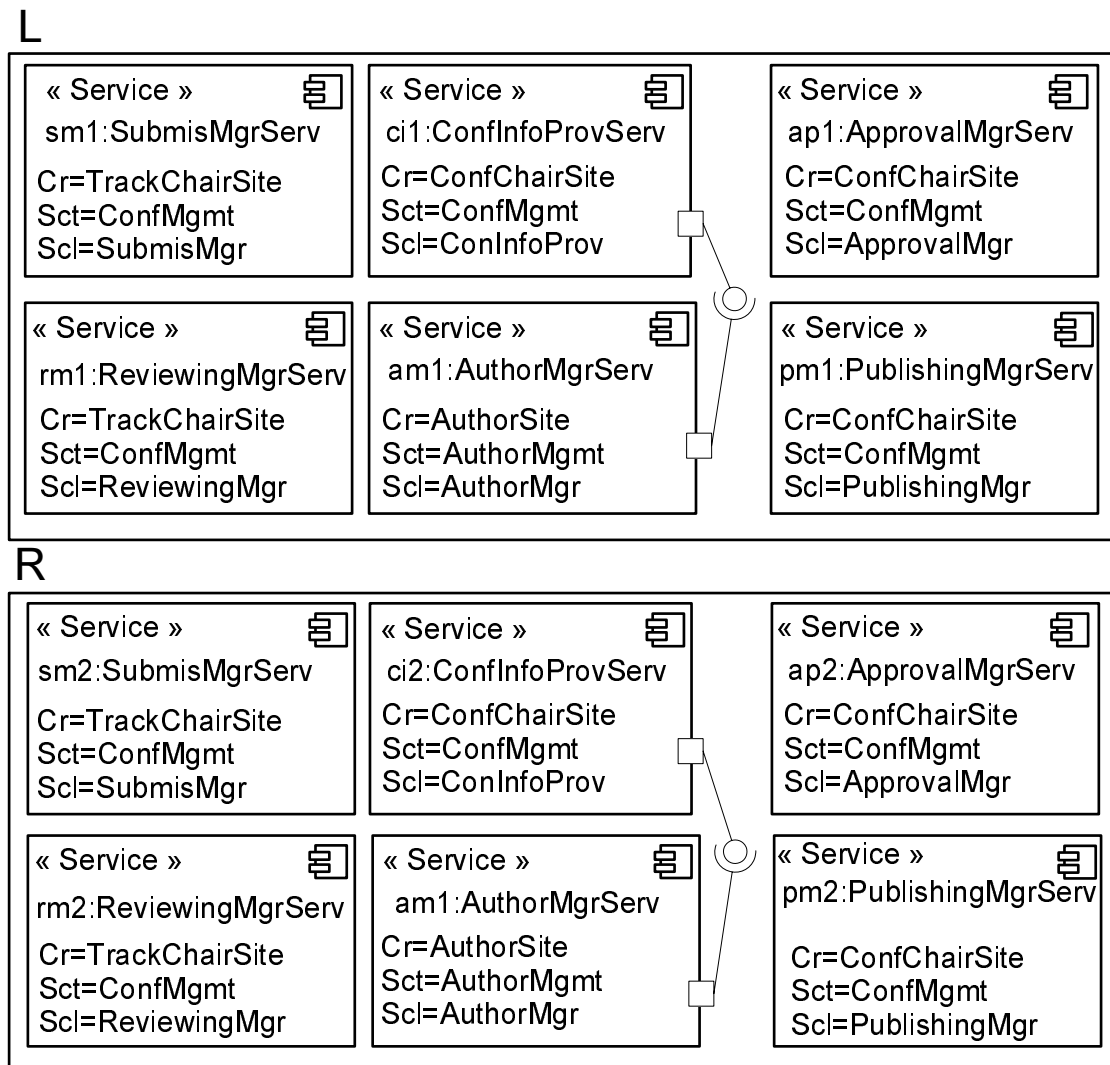 L
« Service »
sm1:SubmisMgrServ
Cr=TrackChairSite
Sct=ConfMgmt
Scl=SubmisMgr
« Service »
ci1:ConfInfoProvServ
Cr=ConfChairSite
Sct=ConfMgmt
Scl=ConInfoProv
« Service »
ap1:ApprovalMgrServ
Cr=ConfChairSite
Sct=ConfMgmt
Scl=ApprovalMgr
« Service »
rm1:ReviewingMgrServ
Cr=TrackChairSite
Sct=ConfMgmt
Scl=ReviewingMgr
« Service »
am1:AuthorMgrServ
Cr=AuthorSite
Sct=AuthorMgmt
Scl=AuthorMgr
« Service »
pm1:PublishingMgrServ
Cr=ConfChairSite
Sct=ConfMgmt
Scl=PublishingMgr
R
« Service »
sm2:SubmisMgrServ
Cr=TrackChairSite
Sct=ConfMgmt
Scl=SubmisMgr
« Service »
ci2:ConfInfoProvServ
Cr=ConfChairSite
Sct=ConfMgmt
Scl=ConInfoProv
« Service »
ap2:ApprovalMgrServ
Cr=ConfChairSite
Sct=ConfMgmt
Scl=ApprovalMgr
« Service »
rm2:ReviewingMgrServ
Cr=TrackChairSite
Sct=ConfMgmt
Scl=ReviewingMgr
« Service »
am1:AuthorMgrServ
Cr=AuthorSite
Sct=AuthorMgmt
Scl=AuthorMgr
« Service »
pm2:PublishingMgrServ
Cr=ConfChairSite
Sct=ConfMgmt
Scl=PublishingMgr